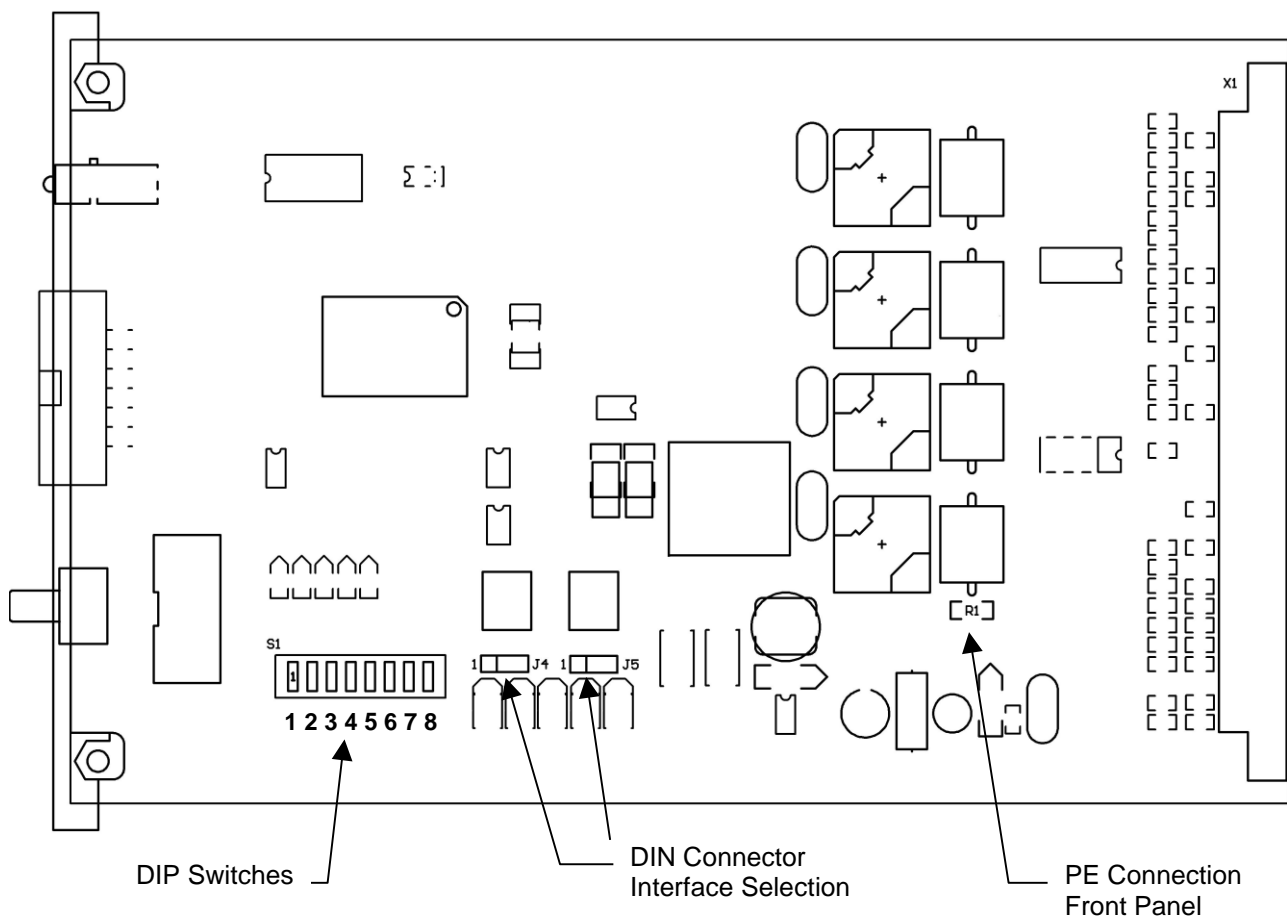 X1
R1
S1
1 J4 1 J5
1
1 2 3 4 5 6 7 8
DIP Switches
DIN Connector
Interface Selection
PE Connection
Front Panel